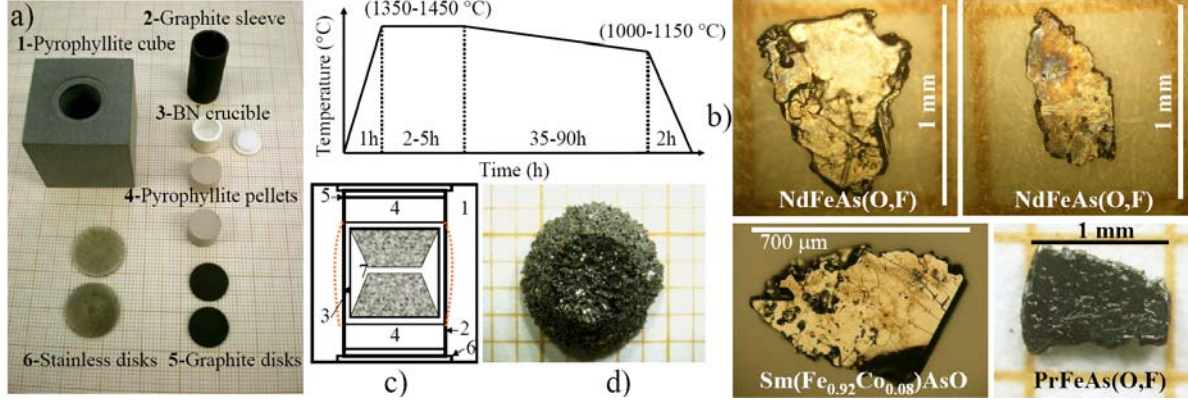 a)
2-Graphite sleeve
1-Pyrophyllite cube
3-BN crucible
4-Pyrophyllite pellets
6-Stainless disks
5-Graphite disks
Temperature (°C)
(1350-1450 °C)
(1000-1150 °C)
1h
2-5h
35-90h
2h
Time (h)
b)
5
4
1
7
3
4
2
6
c)
d)
1 mm
NdFeAs(O,F)
1 mm
NdFeAs(O,F)
700 μm
Sm(Fe0.92Co0.08)AsO
1 mm
PrFeAs(O,F)